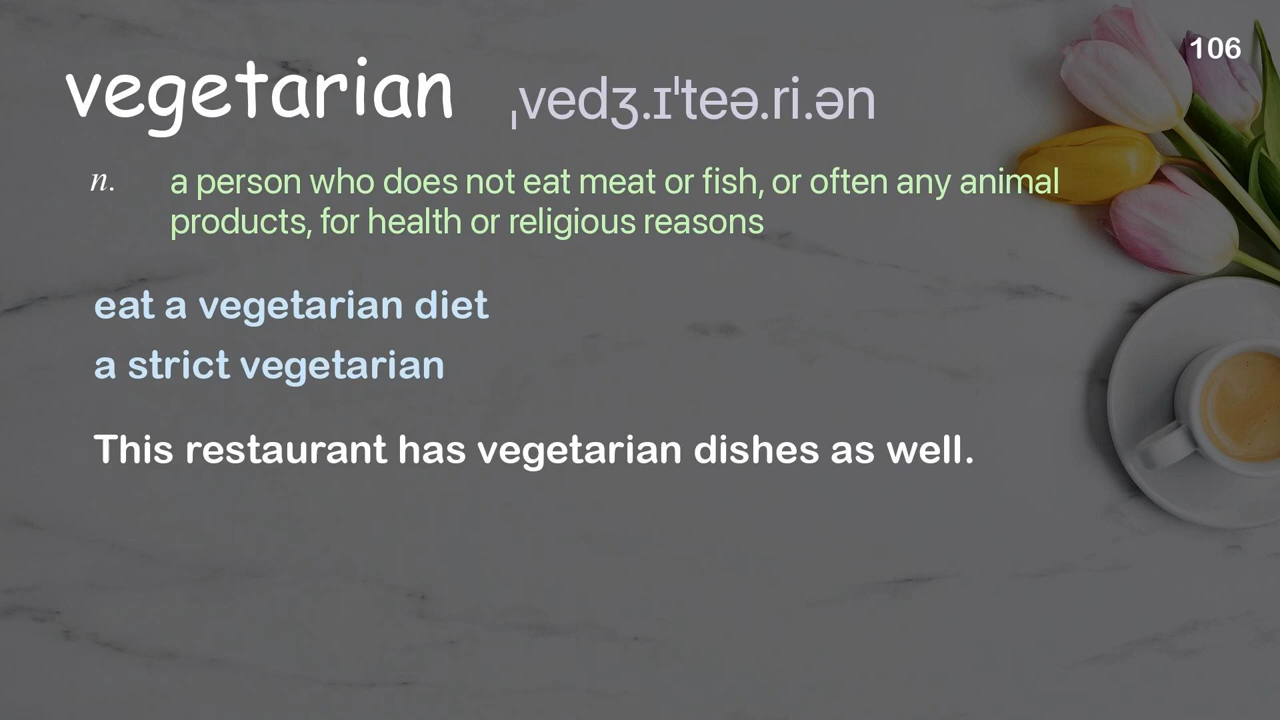 106
vegetarian ˌvedʒ.ɪˈteə.ri.ən
n. a person who does not eat meat or fish, or often any animal
products, for health or religious reasons
eat a vegetarian diet
a strict vegetarian
This restaurant has vegetarian dishes as well.